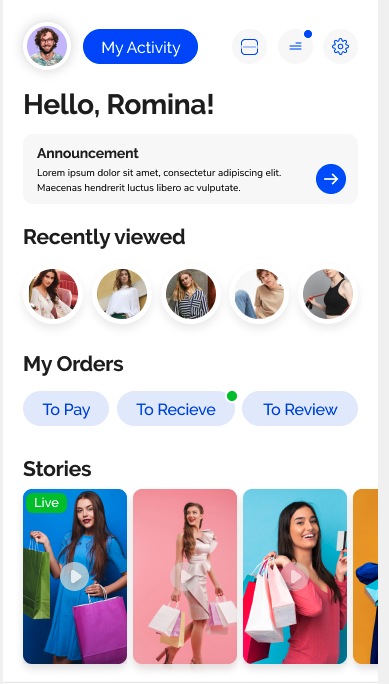 My Activity
Hello, Romina!
Announcement
Lorem ipsum dolor sit amet, consectetur adipiscing elit.
Maecenas hendrerit luctus libero ac vulputate.
Recently viewed
My Orders
To Pay
To Recieve
To Review
Stories
Live